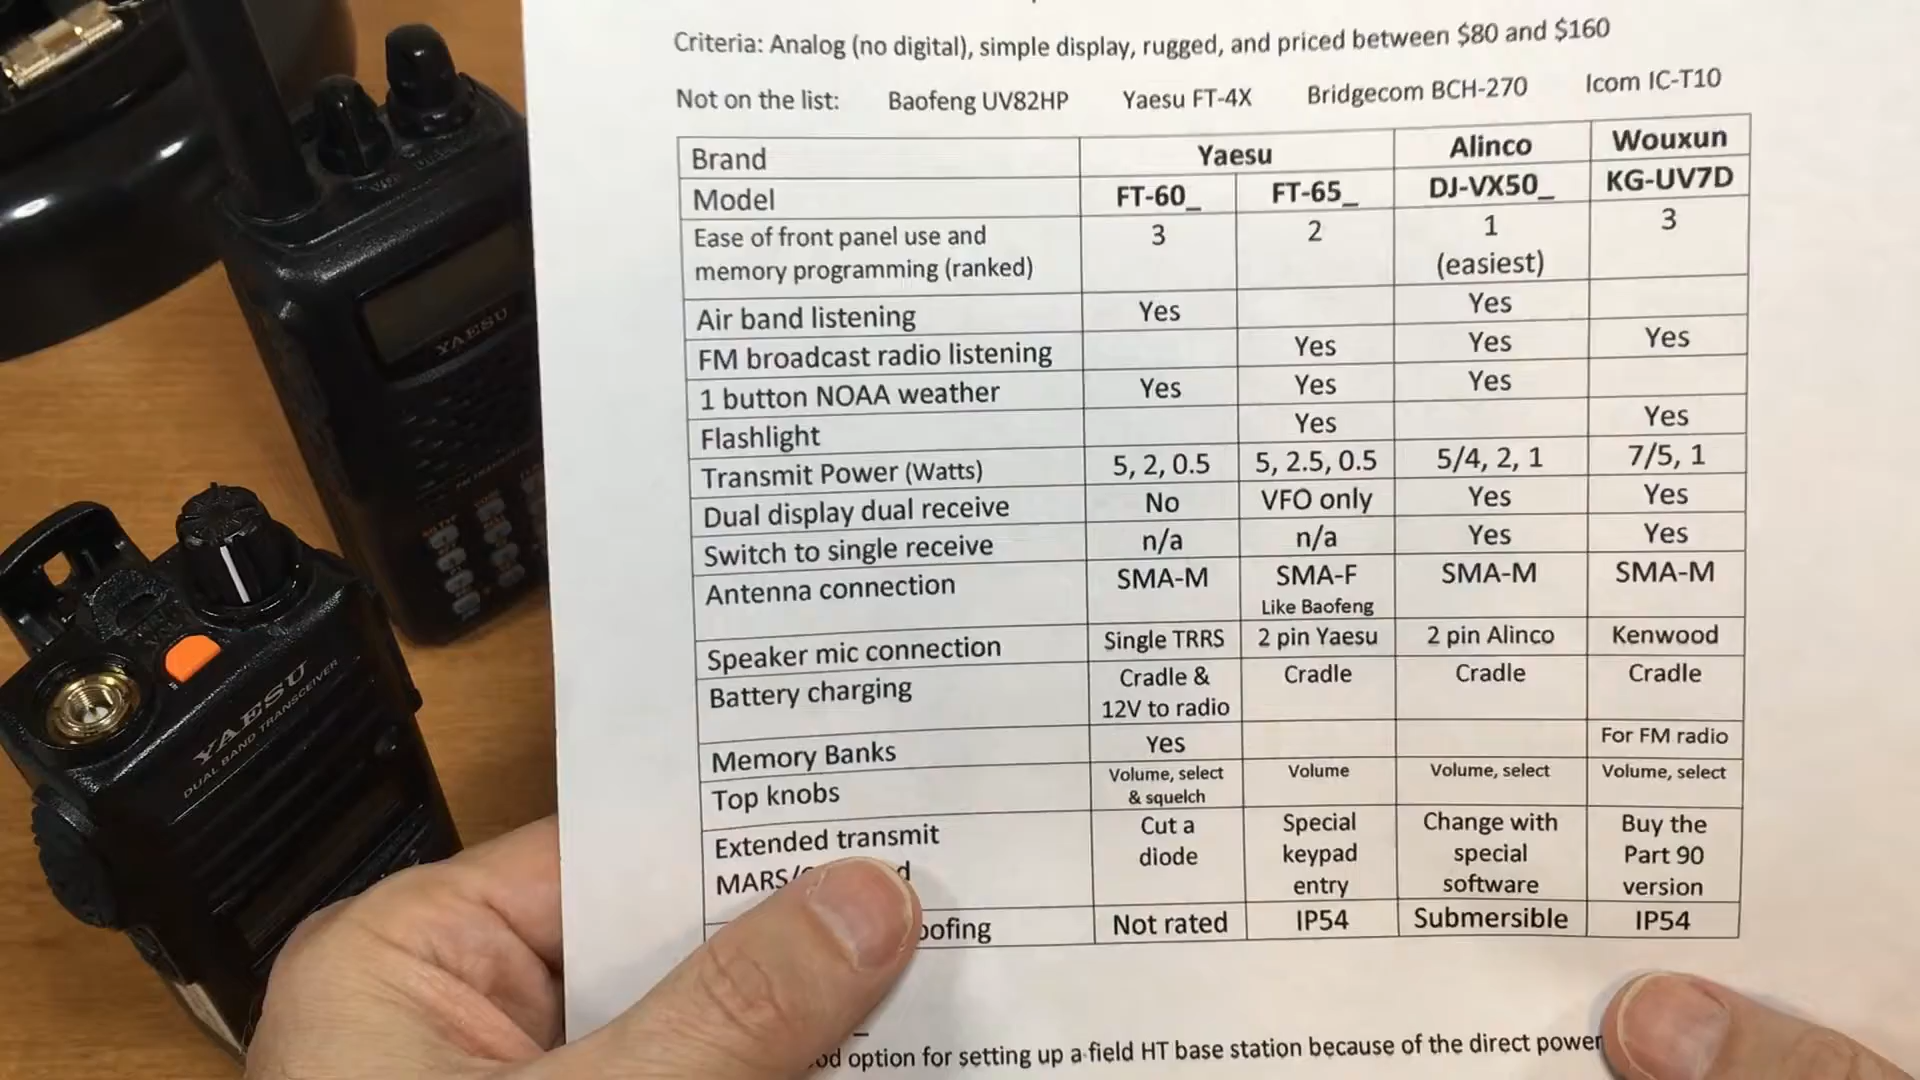 Criteria: Analog (no digital), simple display, rugged, and priced between $80 and $160
Not on the list: Baofeng UV82HP Yaesu FT-4X Bridgecom BCH-270 Icom IC-T10
Brand Yaesu Alinco Wouxun
Model FT-60_ FT-65_ DJ-VX50_ KG-UV7D
Ease of front panel use and 3 2 1 3
memory programming (ranked) (easiest)
Air band listening Yes Yes
FM broadcast radio listening Yes Yes Yes
1 button NOAA weather Yes Yes Yes
Flashlight Yes Yes
Transmit Power (Watts) 5, 2, 0.5 5, 2.5, 0.5 5/4, 2, 1 7/5, 1
Dual display dual receive No VFO only Yes Yes
Switch to single receive n/a n/a Yes Yes
Antenna connection SMA-M SMA-F SMA-M SMA-M
Like Baofeng
Speaker mic connection Single TRRS 2 pin Yaesu 2 pin Alinco Kenwood
Battery charging Cradle & Cradle Cradle Cradle
12V to radio
Memory Banks Yes For FM radio
Top knobs Volume, select Volume Volume, select Volume, select
& squelch
Extended transmit Cut a Special Change with Buy the
MARS/ diode keypad special Part 90
entry software version
Not rated IP54 Submersible IP54
option for setting up a field HT base station because of the direct power
YAESU
YAESU
DUAL BAND TRANSCEIVER